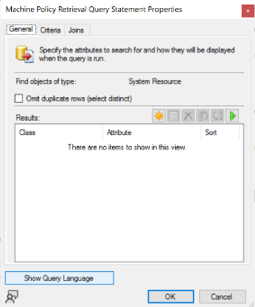 Machine Policy Retrieval Query Statement Properties
General Criteria Joins
Specify the attributes to search for and how they will be displayed
when the query is run.
Find objects of type: System Resource
Omit duplicate rows (select distinct)
Results:
Class Attribute Sort
There are no items to show in this view.
Show Query Language
OK Cancel